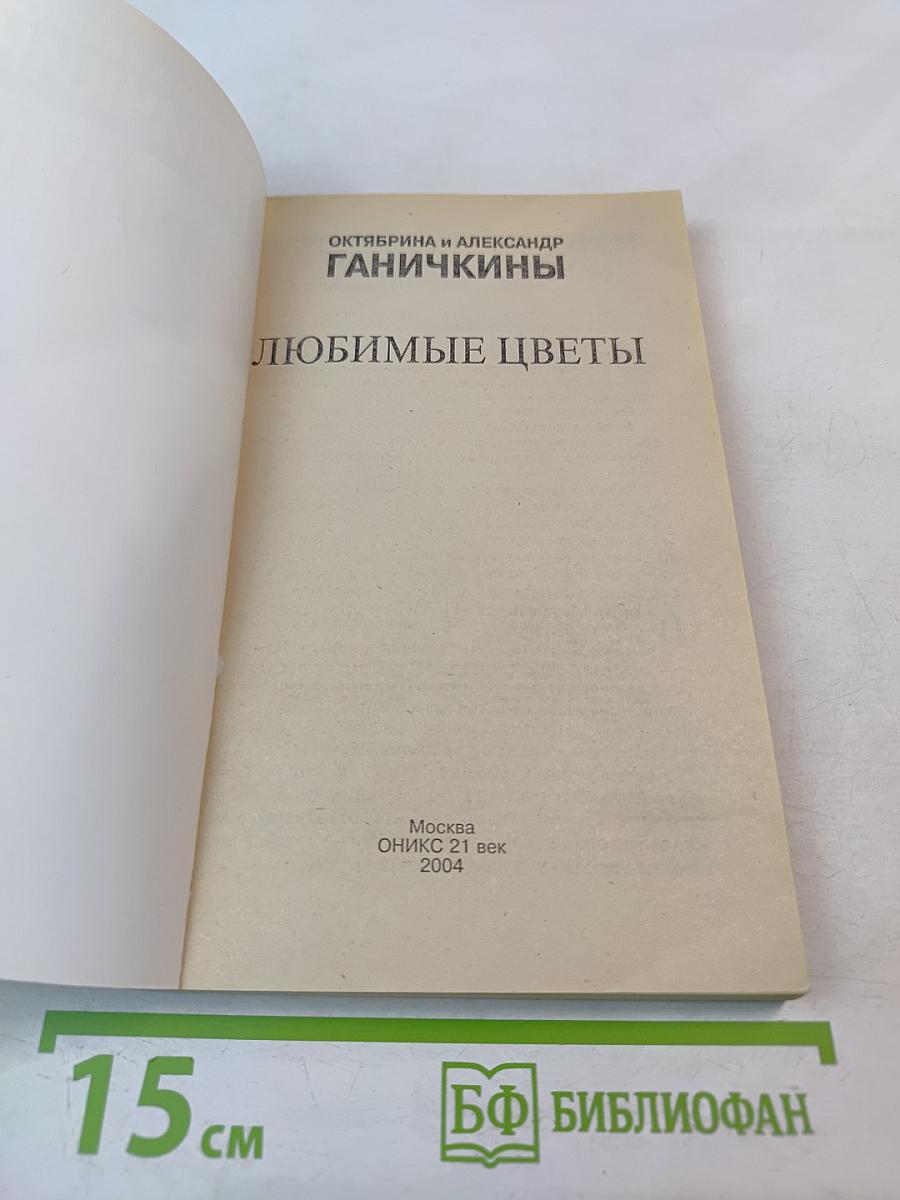 ОКТЯБРИНА и АЛЕКСАНДР
ГАНИЧКИНЫ
ЛЮБИМЫЕ ЦВЕТЫ
Москва
ОНИКС 21 век
2004
15 см
БФ БИБЛИОФАН